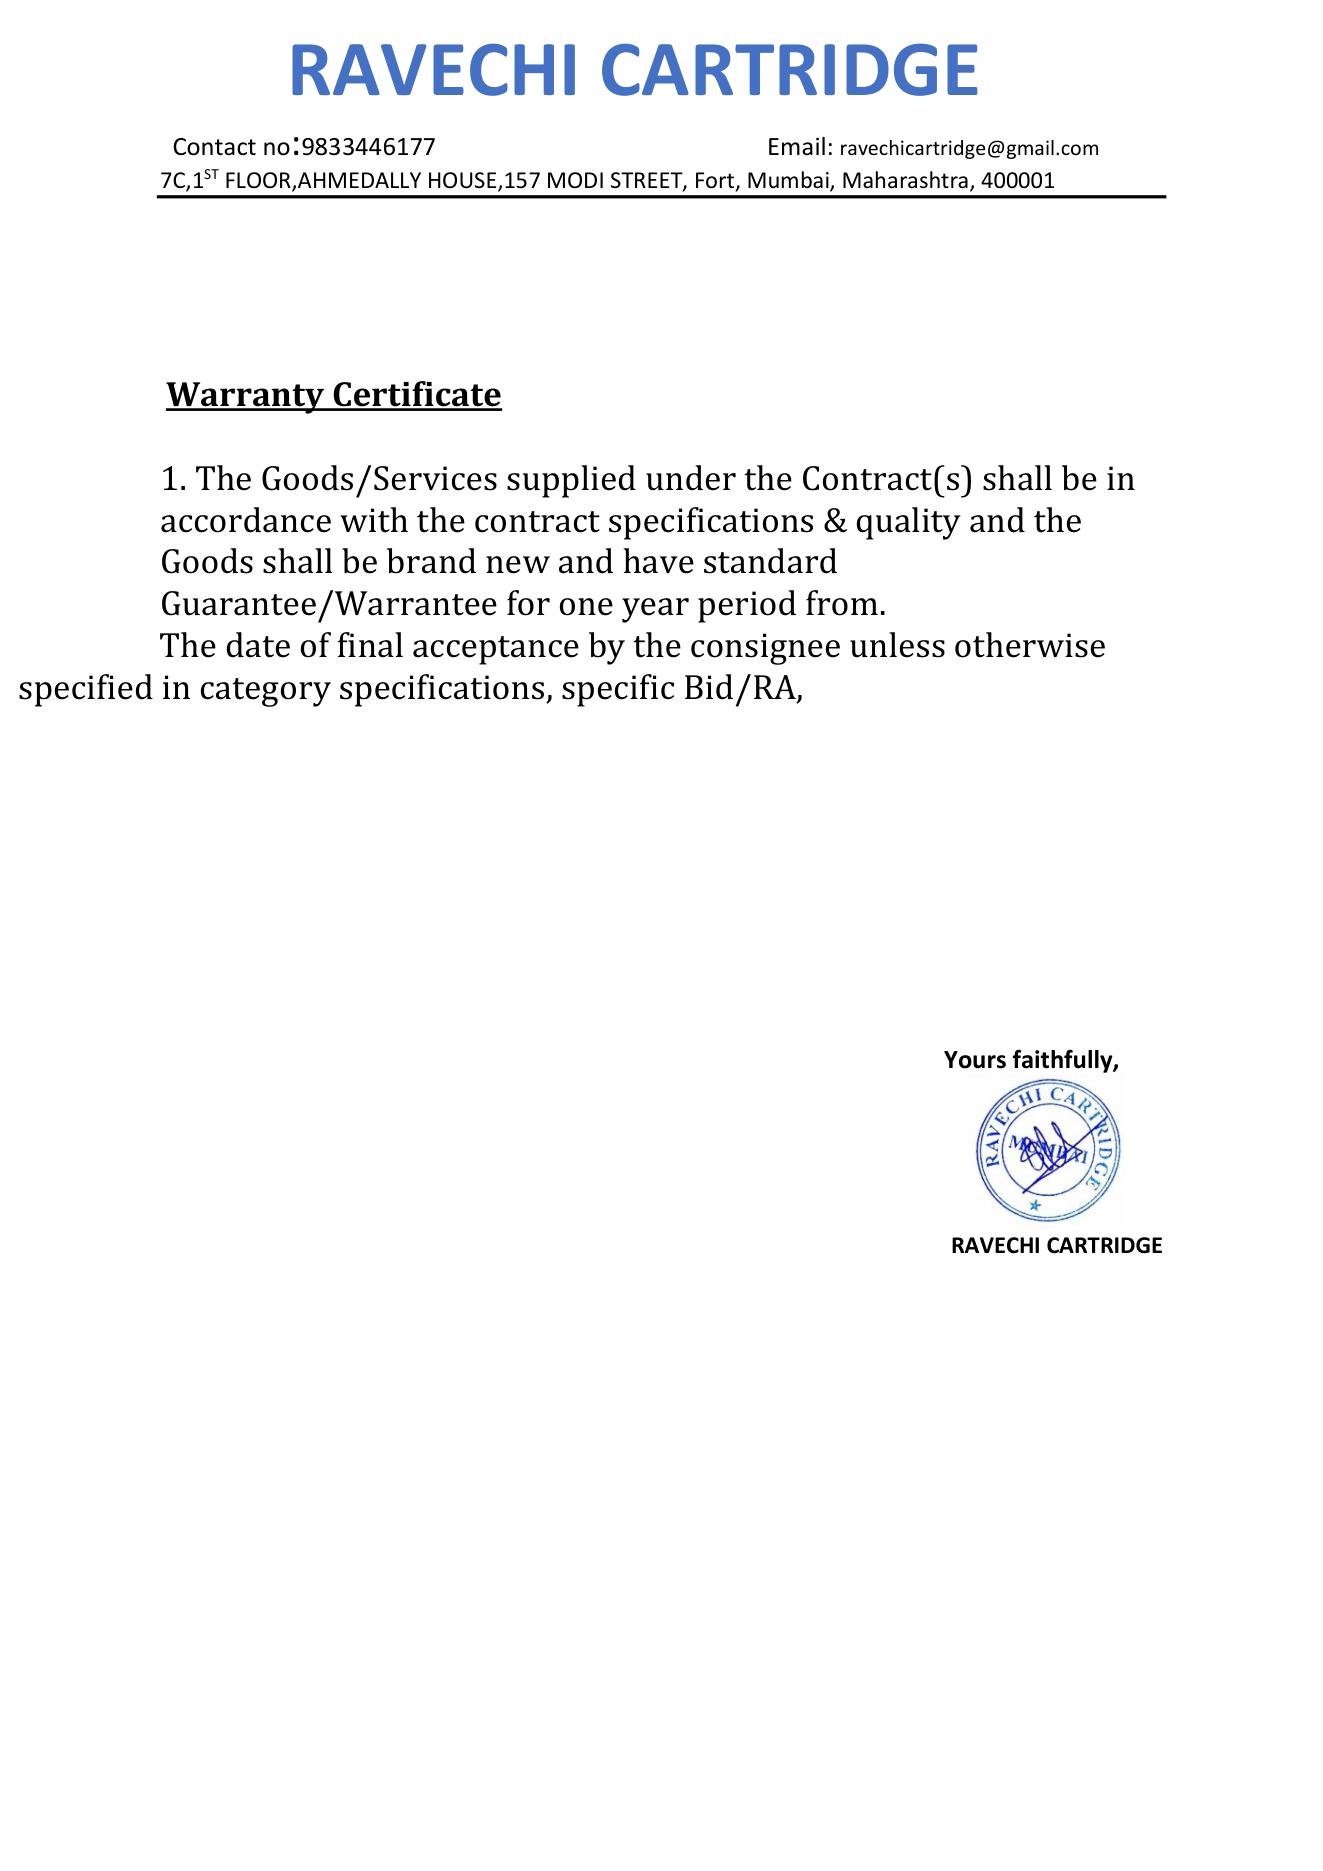 RAVECHI CARTRIDGE
Contact no:9833446177 Email: ravechicartridge@gmail.com
7C,1ST FLOOR,AHMEDALLY HOUSE,157 MODI STREET, Fort, Mumbai, Maharashtra, 400001
Warranty Certificate
1. The Goods/Services supplied under the Contract(s) shall be in
accordance with the contract specifications & quality and the
Goods shall be brand new and have standard
Guarantee/Warrantee for one year period from.
The date of final acceptance by the consignee unless otherwise
specified in category specifications, specific Bid/RA,
Yours faithfully,
RAVECHI CARTRIDGE
MUMBAI
RAVECHI CARTRIDGE